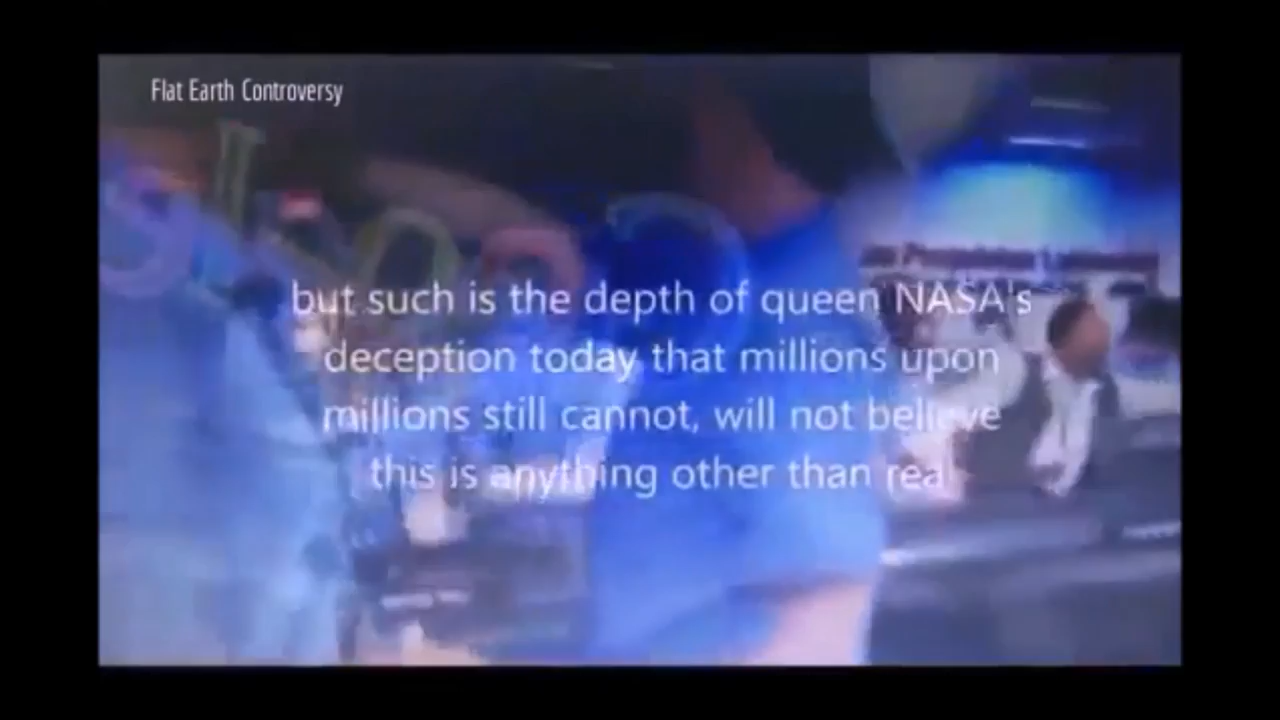 Flat Earth Controversy
but such is the depth of queen NASA's
deception today that millions upon
millions still cannot, will not believe
this is anything other than real